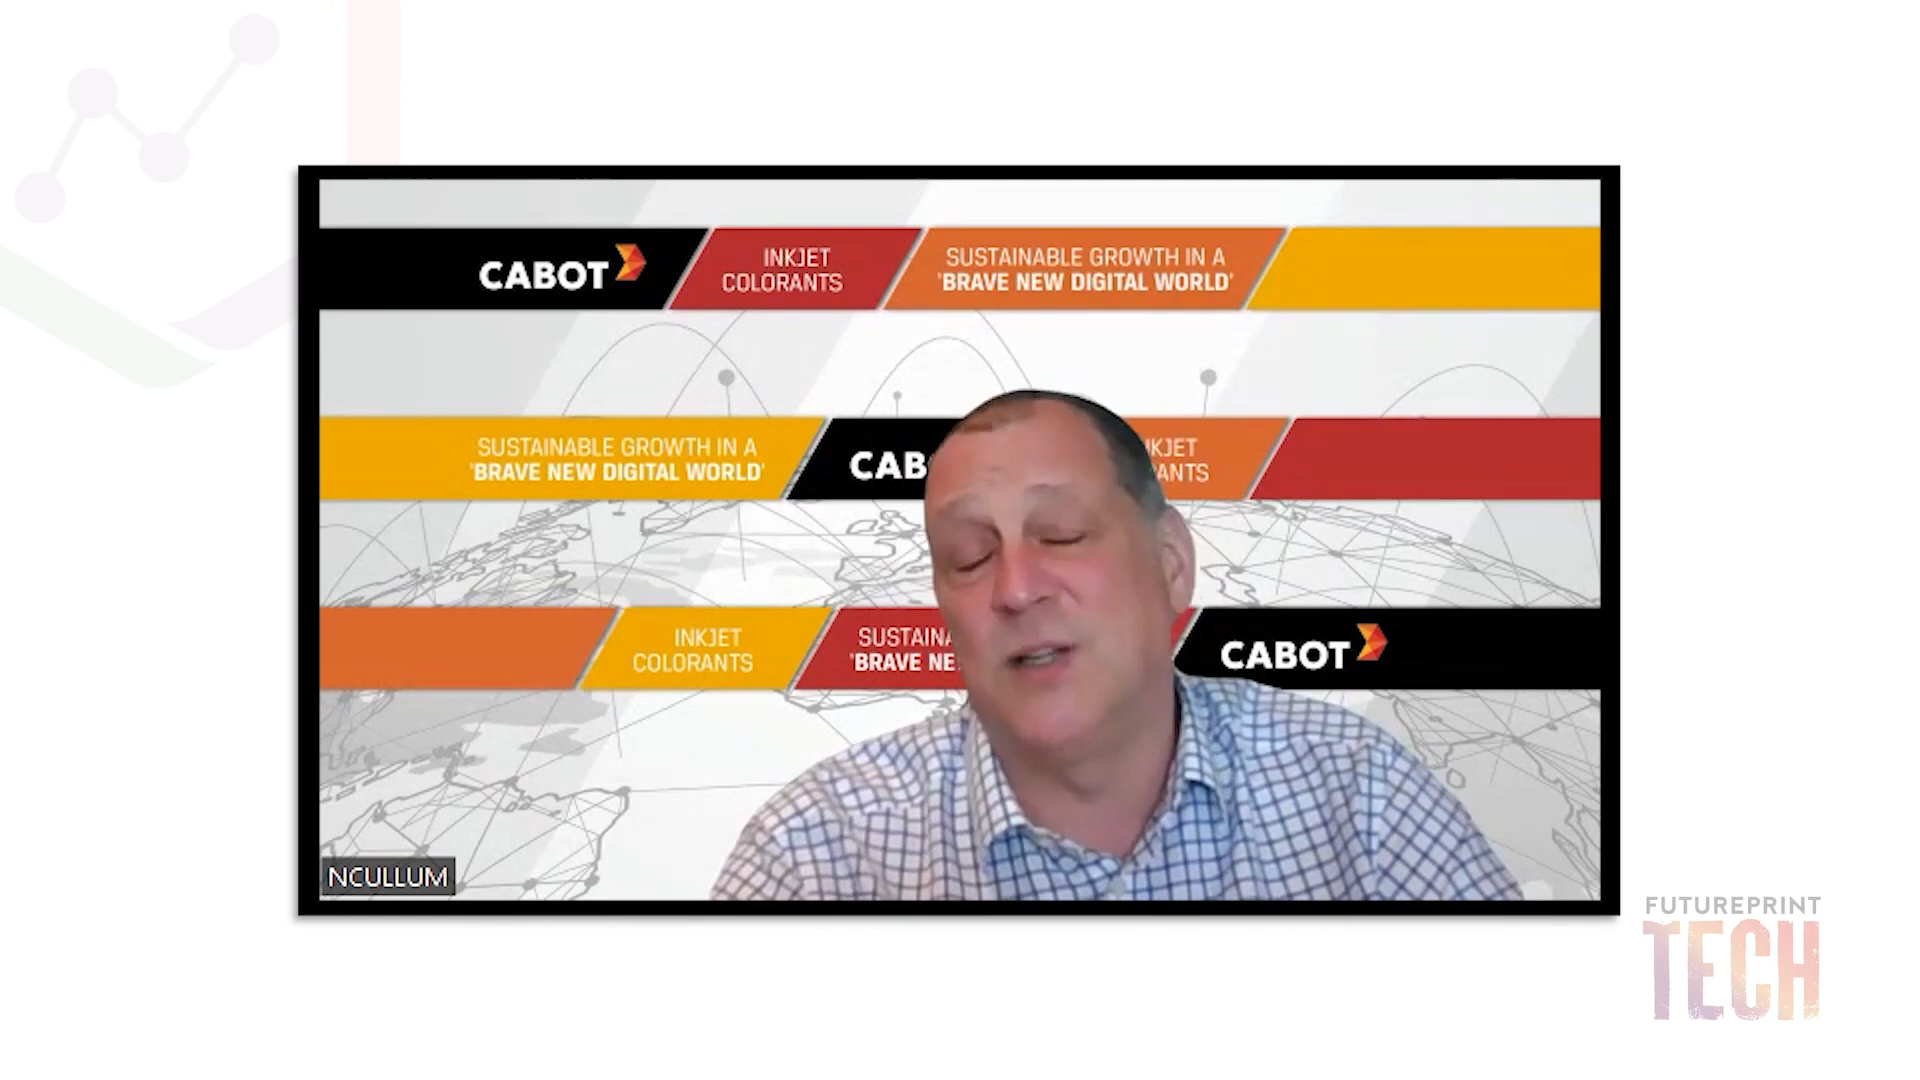 CABOT
INKJET
COLORANTS
SUSTAINABLE GROWTH IN A
'BRAVE NEW DIGITAL WORLD'
SUSTAINABLE GROWTH IN A
'BRAVE NEW DIGITAL WORLD'
CAB
KJET
ANTS
INKJET
COLORANTS
SUSTAINA
'BRAVE NE
CABOT
NCULLUM
FUTUREPRINT
TECH